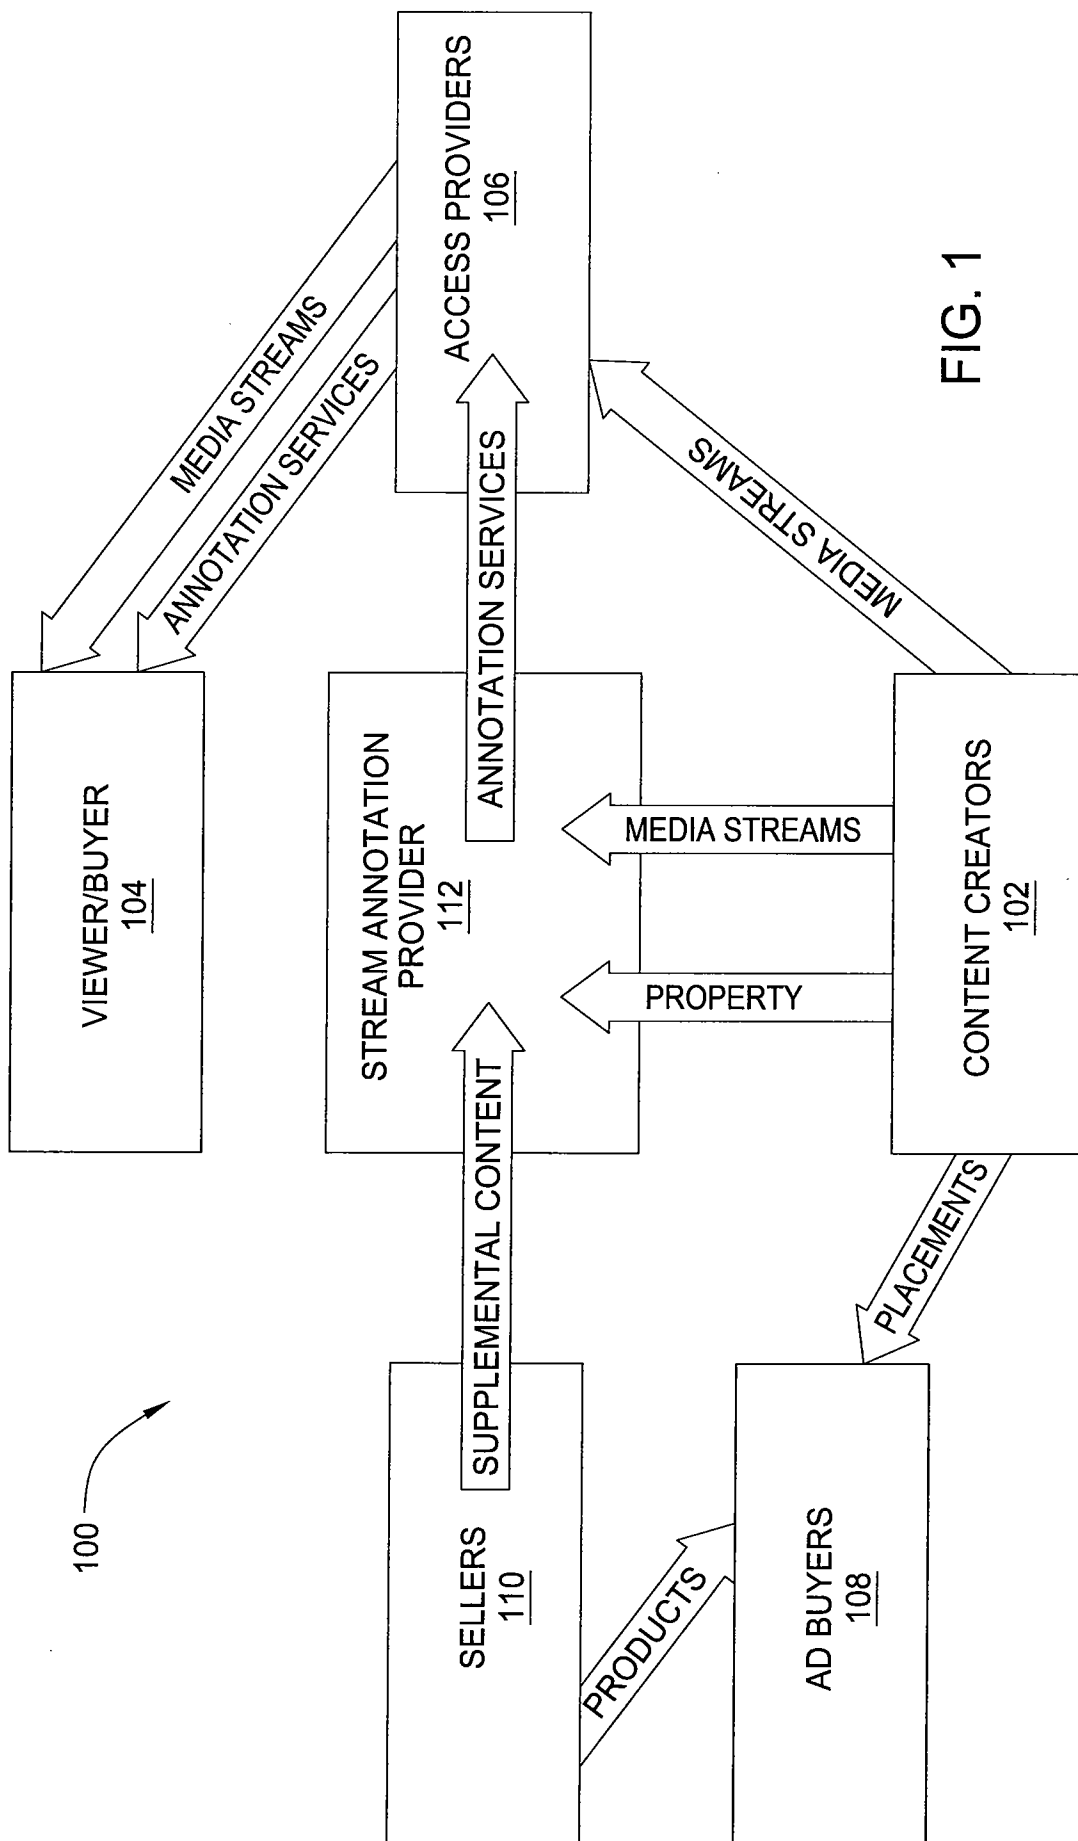 100
VIEWER/BUYER
104
MEDIA STREAMS
ANNOTATION SERVICES
SELLERS
110
SUPPLEMENTAL CONTENT
STREAM ANNOTATION
PROVIDER
112
ANNOTATION SERVICES
ACCESS PROVIDERS
106
PRODUCTS
PROPERTY
MEDIA STREAMS
MEDIA STREAMS
AD BUYERS
108
PLACEMENTS
CONTENT CREATORS
102
FIG. 1